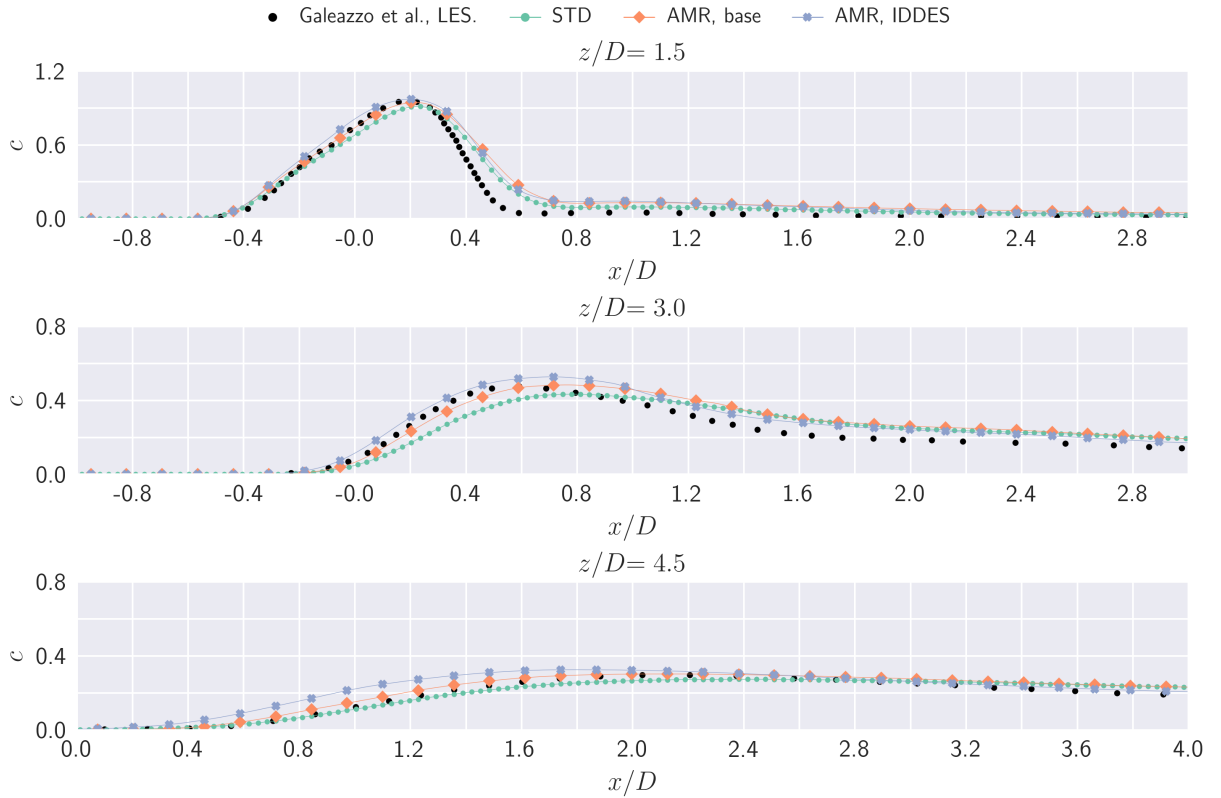 Galeazzo et al., LES. STD AMR, base AMR, IDDES
z/D= 1.5
1.2
0.6
0.0
c
-0.8 -0.4 -0.0 0.4 0.8 1.2 1.6 2.0 2.4 2.8
x/D
z/D= 3.0
0.8
0.4
0.0
c
-0.8 -0.4 -0.0 0.4 0.8 1.2 1.6 2.0 2.4 2.8
x/D
z/D= 4.5
0.8
0.4
0.0
c
0.0 0.4 0.8 1.2 1.6 2.0 2.4 2.8 3.2 3.6 4.0
x/D